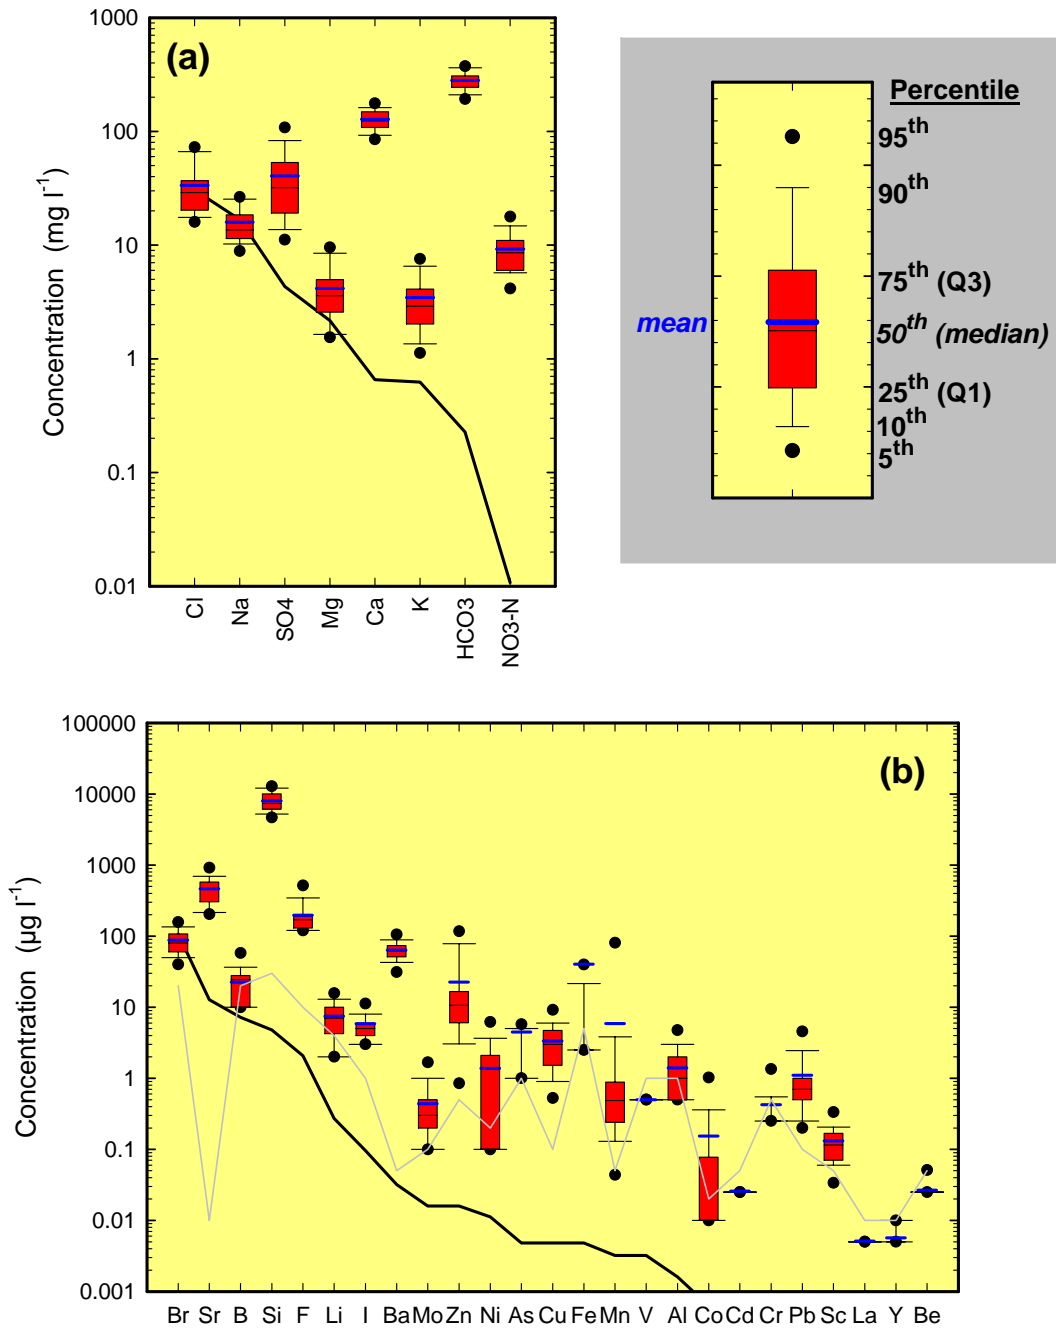 (a)
1000
100
10
1
0.1
0.01
Concentration (mg l-1)
Cl
Na
SO4
Mg
Ca
K
HCO3
NO3-N
Percentile
95th
90th
75th (Q3)
mean
50th (median)
25th (Q1)
10th
5th
(b)
100000
10000
1000
100
10
1
0.1
0.01
0.001
Concentration (µg l-1)
Br Sr B Si F Li I Ba Mo Zn Ni As Cu Fe Mn V Al Co Cd Cr Pb Sc La Y Be